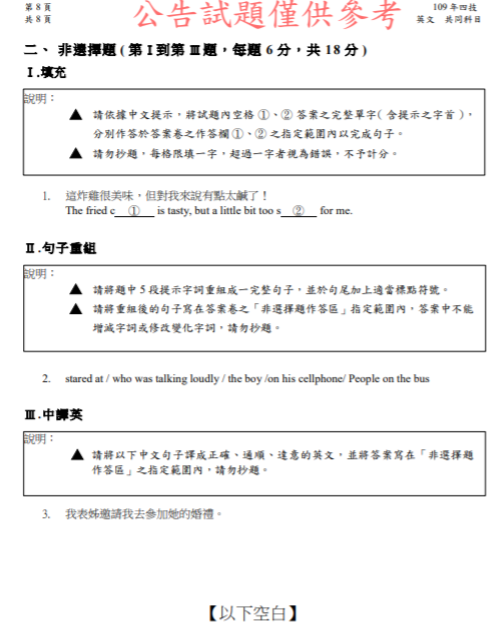 第 8 頁
共 8 頁
公告試題僅供參考
109 年四技
英文 共同科目
二、 非選擇題 ( 第 I 到第 Ⅲ 題，每題 6 分，共 18 分 )
I .填充
說明：
▲ 請依據中文提示，將試題內空格 ①、② 答案之完整單字( 含提示之字首 )，
分別作答於答案卷之作答欄 ①、② 之指定範圍內以完成句子。
▲ 請勿抄題，每格限填一字，超過一字者視為錯誤，不予計分。
1. 這炸雞很美味，但對我來說有點太鹹了！
The fried c ① is tasty, but a little bit too s ② for me.
Ⅱ .句子重組
說明：
▲ 請將題中 5 段提示字詞重組成一完整句子，並於句尾加上適當標點符號。
▲ 請將重組後的句子寫在答案卷之「非選擇題作答區」指定範圍內，答案中不能
增減字詞或修改變化字詞，請勿抄題。
2. stared at / who was talking loudly / the boy /on his cellphone/ People on the bus
Ⅲ .中譯英
說明：
▲ 請將以下中文句子譯成正確、通順、達意的英文，並將答案寫在「非選擇題
作答區」之指定範圍內，請勿抄題。
3. 我表姊邀請我去參加她的婚禮。
【以下空白】